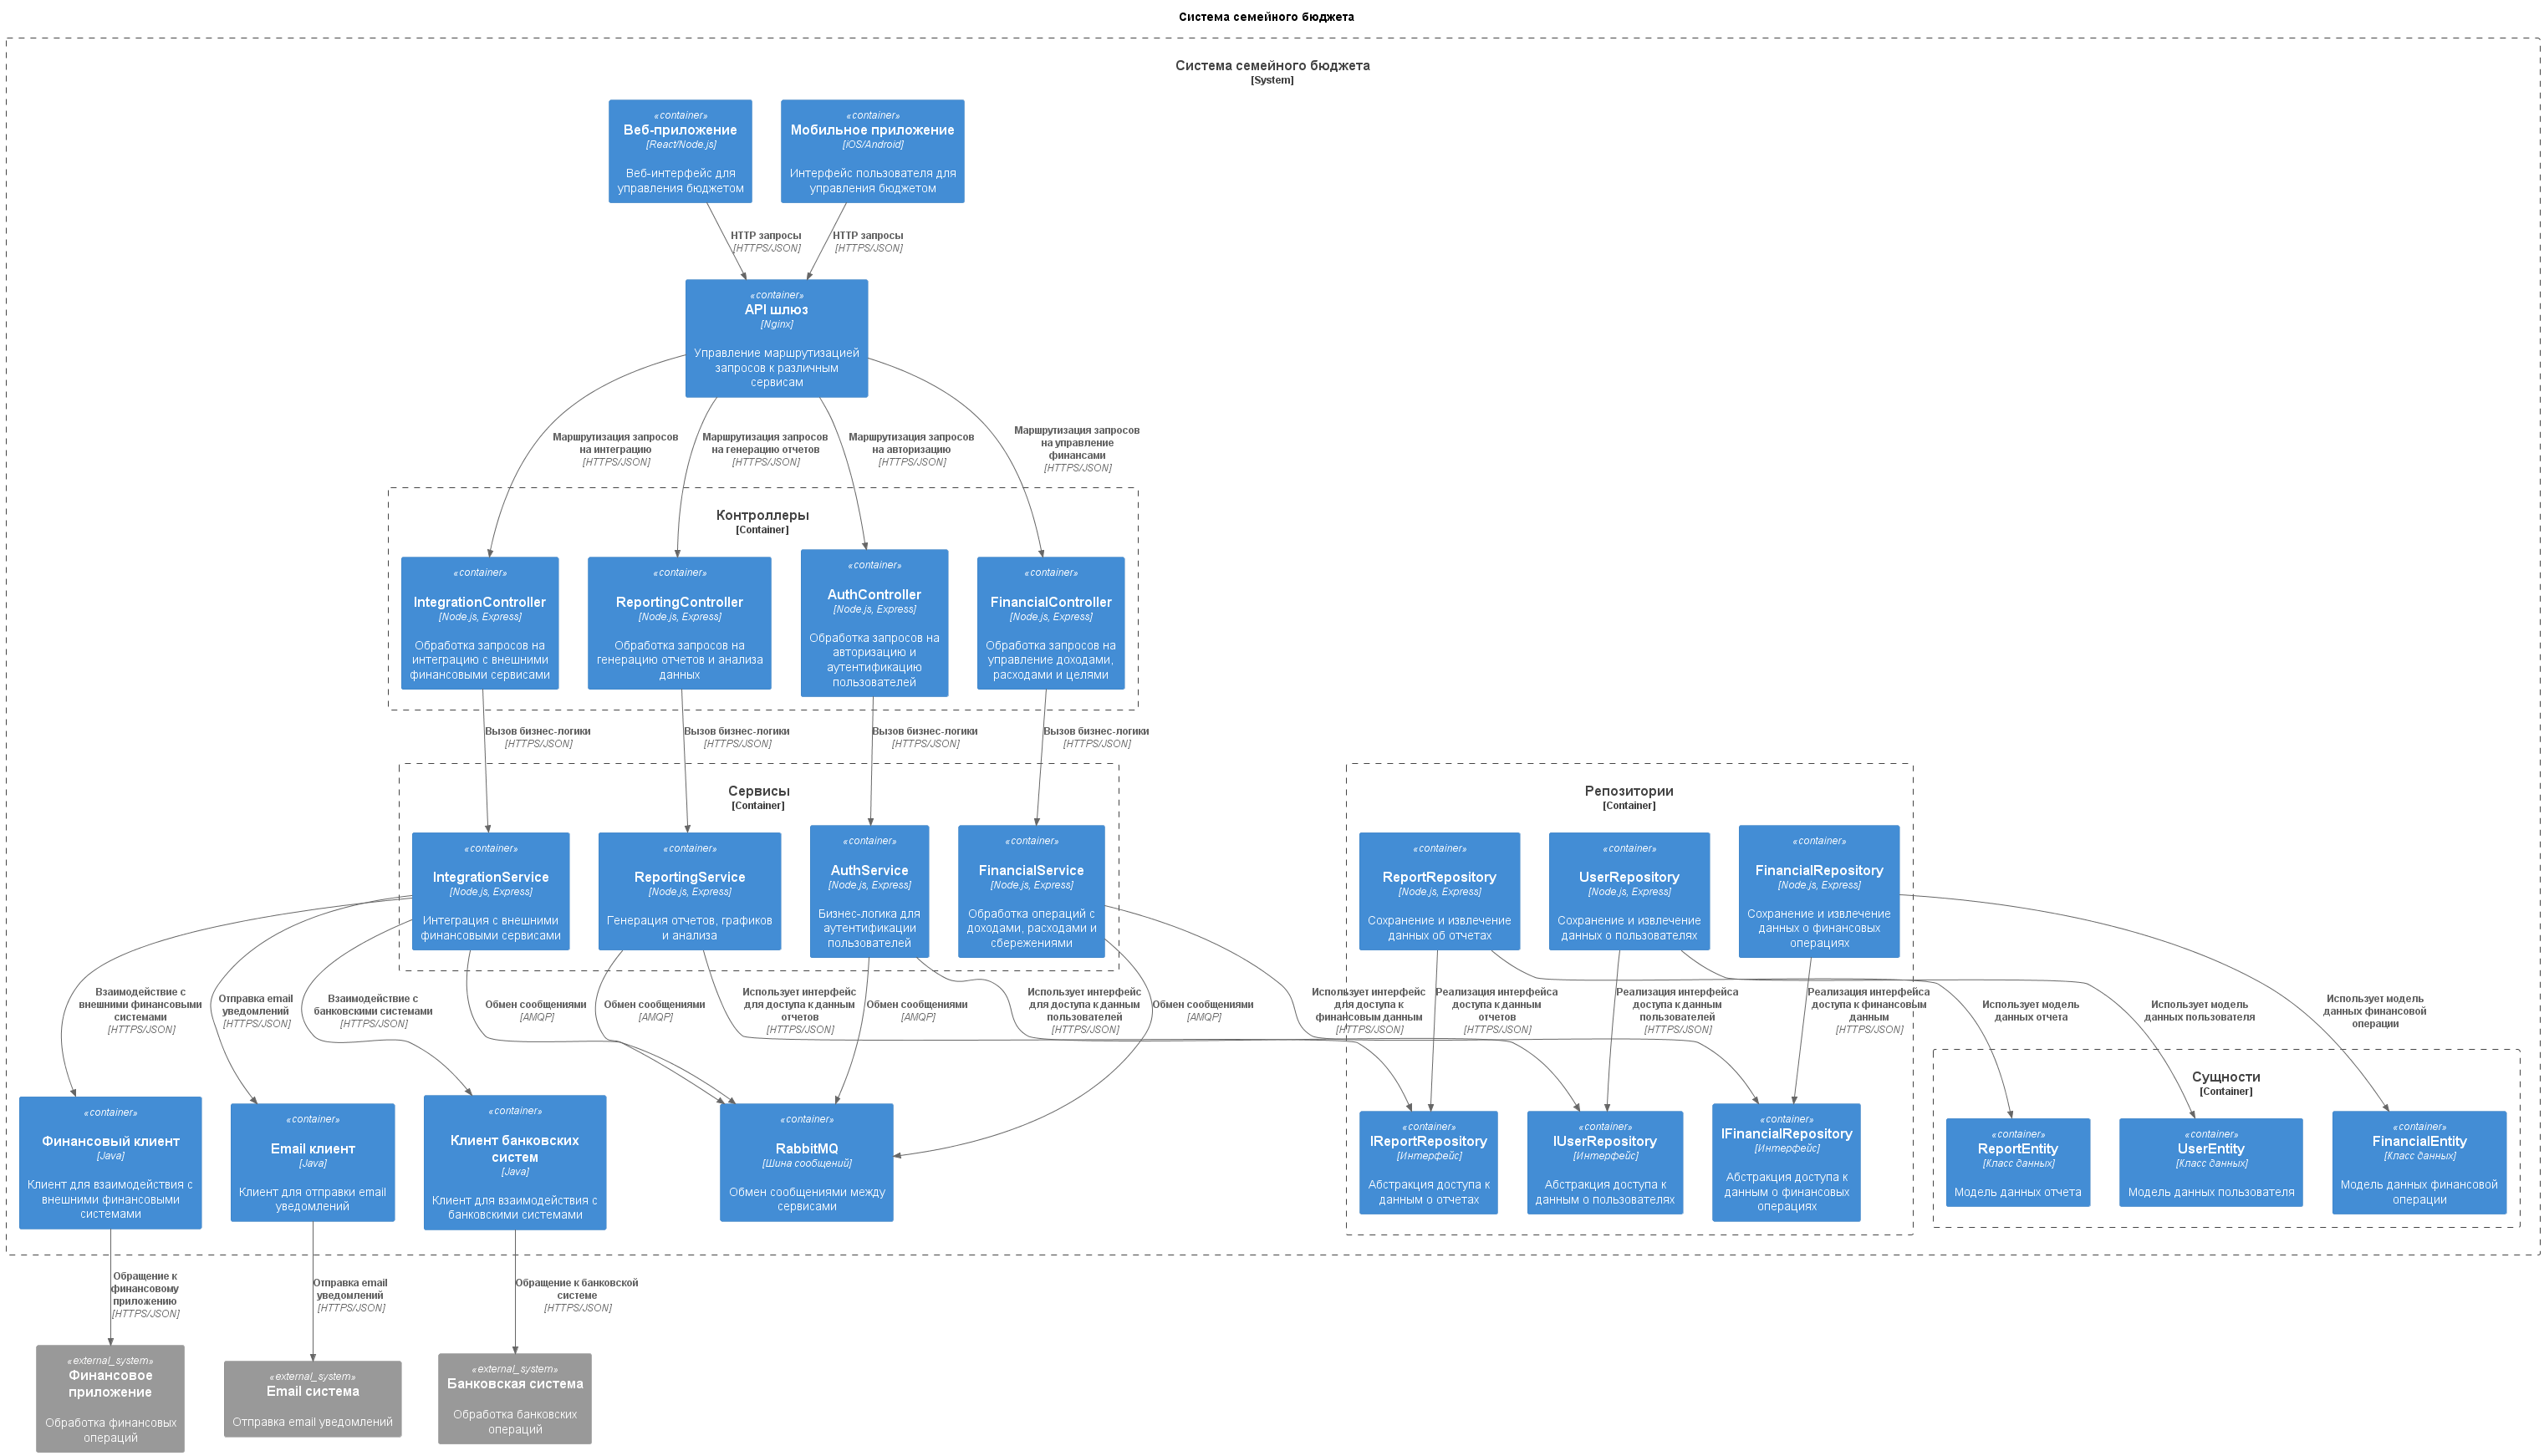 Система семейного бюджета
Система семейного бюджета
[System]
«container»
Веб-приложение
[React/Node.js]
Веб-интерфейс для
управления бюджетом
«container»
Мобильное приложение
[iOS/Android]
Интерфейс пользователя для
управления бюджетом
HTTP запросы
[HTTPS/JSON]
HTTP запросы
[HTTPS/JSON]
«container»
API шлюз
[Nginx]
Управление маршрутизацией
запросов к различным
сервисам
Маршрутизация запросов
на интеграцию
[HTTPS/JSON]
Маршрутизация запросов
на генерацию отчетов
[HTTPS/JSON]
Маршрутизация запросов
на авторизацию
[HTTPS/JSON]
Маршрутизация запросов
на управление
финансами
[HTTPS/JSON]
Контроллеры
[Container]
«container»
IntegrationController
[Node.js, Express]
Обработка запросов на
интеграцию с внешними
финансовыми сервисами
«container»
ReportingController
[Node.js, Express]
Обработка запросов на
генерацию отчетов и анализа
данных
«container»
AuthController
[Node.js, Express]
Обработка запросов на
авторизацию и
аутентификацию
пользователей
«container»
FinancialController
[Node.js, Express]
Обработка запросов на
управление доходами,
расходами и целями
Вызов бизнес-логики
[HTTPS/JSON]
Вызов бизнес-логики
[HTTPS/JSON]
Вызов бизнес-логики
[HTTPS/JSON]
Вызов бизнес-логики
[HTTPS/JSON]
Сервисы
[Container]
«container»
IntegrationService
[Node.js, Express]
Интеграция с внешними
финансовыми сервисами
«container»
ReportingService
[Node.js, Express]
Генерация отчетов, графиков
и анализа
«container»
AuthService
[Node.js, Express]
Бизнес-логика для
аутентификации
пользователей
«container»
FinancialService
[Node.js, Express]
Обработка операций с
доходами, расходами и
сбережениями
Репозитории
[Container]
«container»
ReportRepository
[Node.js, Express]
Сохранение и извлечение
данных об отчетах
«container»
UserRepository
[Node.js, Express]
Сохранение и извлечение
данных о пользователях
«container»
FinancialRepository
[Node.js, Express]
Сохранение и извлечение
данных о финансовых
операциях
Взаимодействие с
внешними финансовыми
системами
[HTTPS/JSON]
Отправка email
уведомлений
[HTTPS/JSON]
Взаимодействие с
банковскими системами
[HTTPS/JSON]
Обмен сообщениями
[AMQP]
Обмен сообщениями
[AMQP]
Использует интерфейс
для доступа к данным
отчетов
[HTTPS/JSON]
Обмен сообщениями
[AMQP]
Использует интерфейс
для доступа к данным
пользователей
[HTTPS/JSON]
Обмен сообщениями
[AMQP]
Использует интерфейс
для доступа к
финансовым данным
[HTTPS/JSON]
Реализация интерфейса
доступа к данным
отчетов
[HTTPS/JSON]
Реализация интерфейса
доступа к данным
пользователей
[HTTPS/JSON]
Реализация интерфейса
доступа к финансовым
данным
[HTTPS/JSON]
Использует модель
данных отчета
Использует модель
данных пользователя
Использует модель
данных финансовой
операции
«container»
Финансовый клиент
[Java]
Клиент для взаимодействия с
внешними финансовыми
системами
«container»
Email клиент
[Java]
Клиент для отправки email
уведомлений
«container»
Клиент банковских
систем
[Java]
Клиент для взаимодействия с
банковскими системами
«container»
RabbitMQ
[Шина сообщений]
Обмен сообщениями между
сервисами
«container»
IReportRepository
[Интерфейс]
Абстракция доступа к
данным о отчетах
«container»
IUserRepository
[Интерфейс]
Абстракция доступа к
данным о пользователях
«container»
IFinancialRepository
[Интерфейс]
Абстракция доступа к
данным о финансовых
операциях
Сущности
[Container]
«container»
ReportEntity
[Класс данных]
Модель данных отчета
«container»
UserEntity
[Класс данных]
Модель данных пользователя
«container»
FinancialEntity
[Класс данных]
Модель данных финансовой
операции
Обращение к
финансовому
приложению
[HTTPS/JSON]
Отправка email
уведомлений
[HTTPS/JSON]
Обращение к банковской
системе
[HTTPS/JSON]
«external_system»
Финансовое
приложение
Обработка финансовых
операций
«external_system»
Email система
Отправка email уведомлений
«external_system»
Банковская система
Обработка банковских
операций